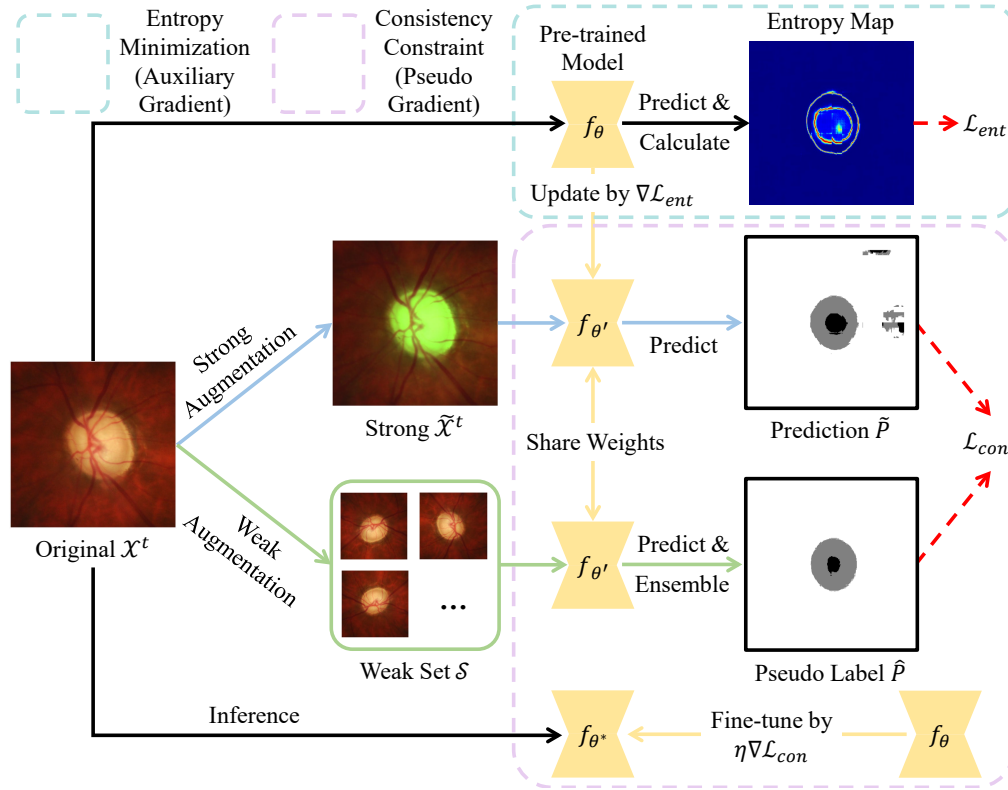 Entropy
Minimization
(Auxiliary
Gradient)
Consistency
Constraint
(Pseudo
Gradient)
Pre-trained
Model
Entropy Map
f_θ
Predict &
Calculate
ℒ_ent
Update by ∇ℒ_ent
Strong
Augmentation
Strong 𝒳̃^t
f_θ′
Predict
Prediction P̃
Share Weights
ℒ_con
Original 𝒳^t
Weak
Augmentation
...
Weak Set 𝒮
f_θ′
Predict &
Ensemble
Pseudo Label P̂
Inference
f_θ*
Fine-tune by
η∇ℒ_con
f_θ